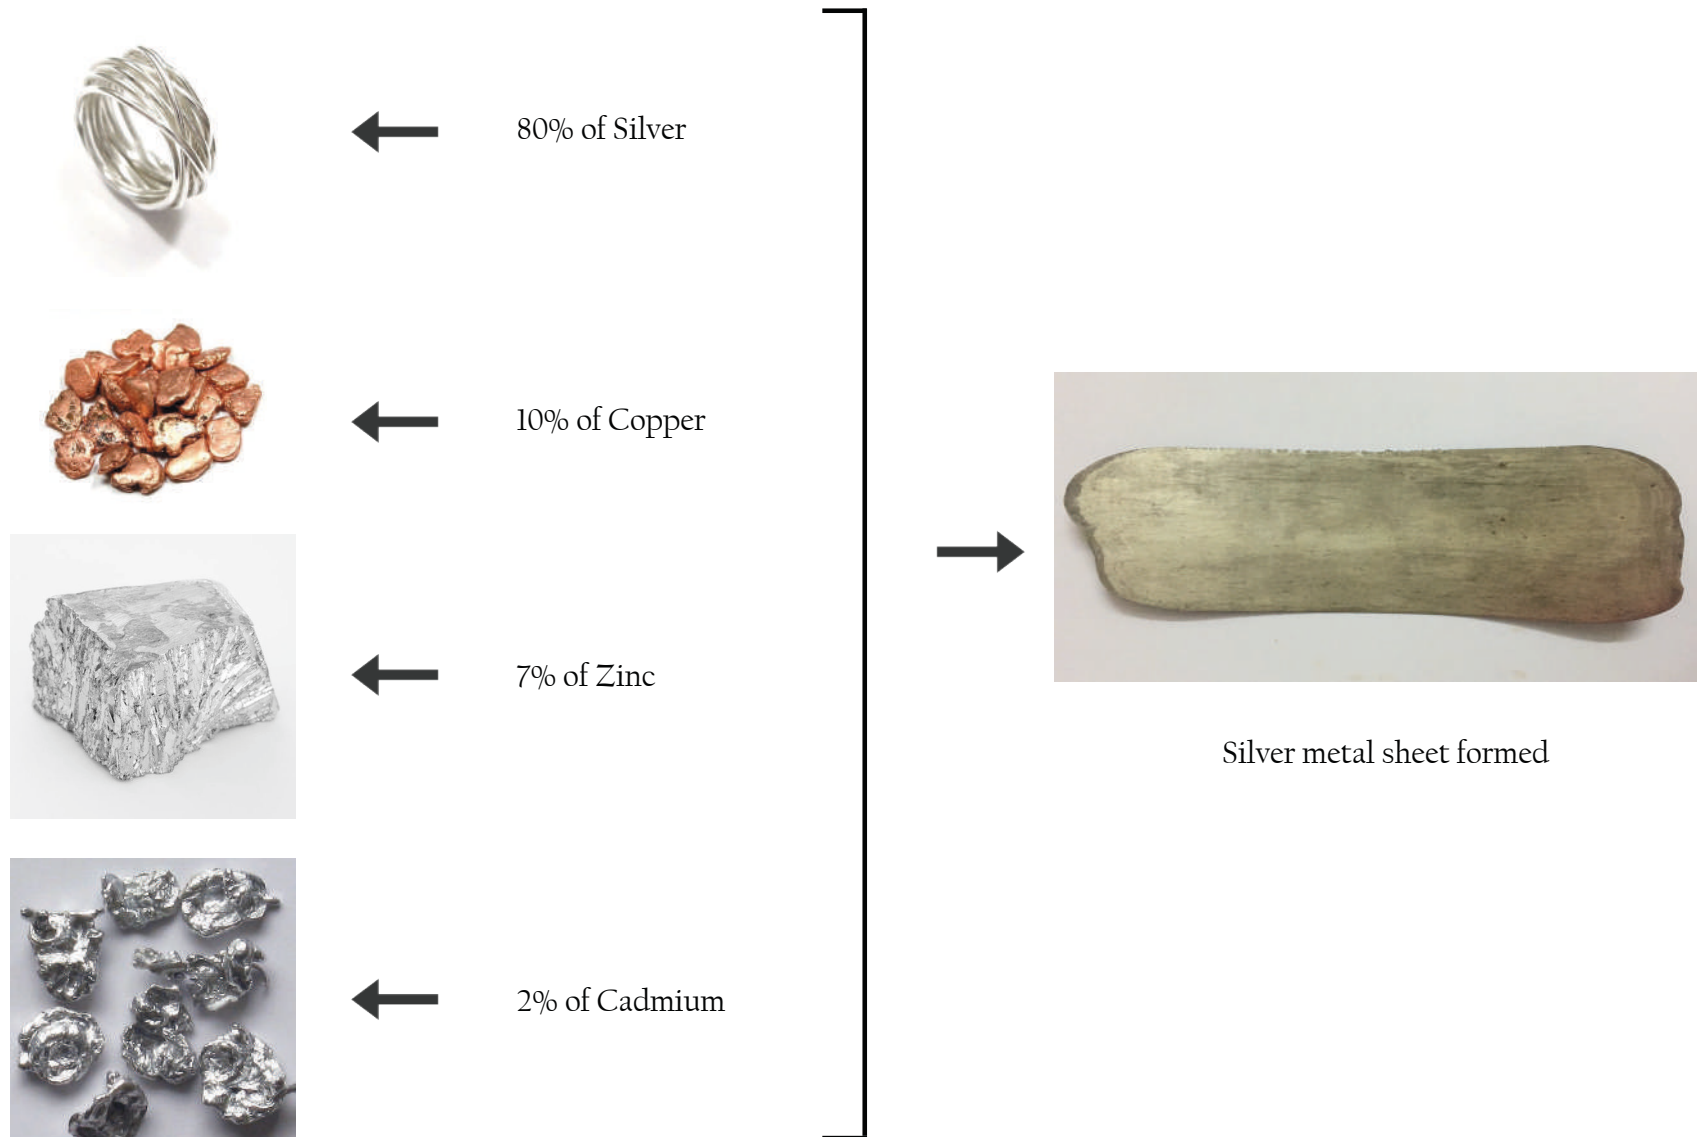 80% of Silver
10% of Copper
7% of Zinc
2% of Cadmium
Silver metal sheet formed